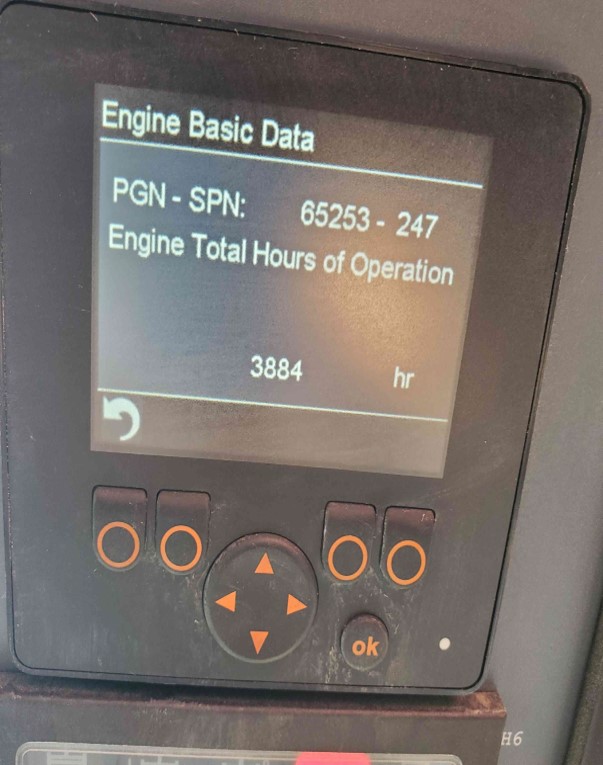 Engine Basic Data
PGN - SPN: 65253 - 247
Engine Total Hours of Operation
3884 hr
ok
H6